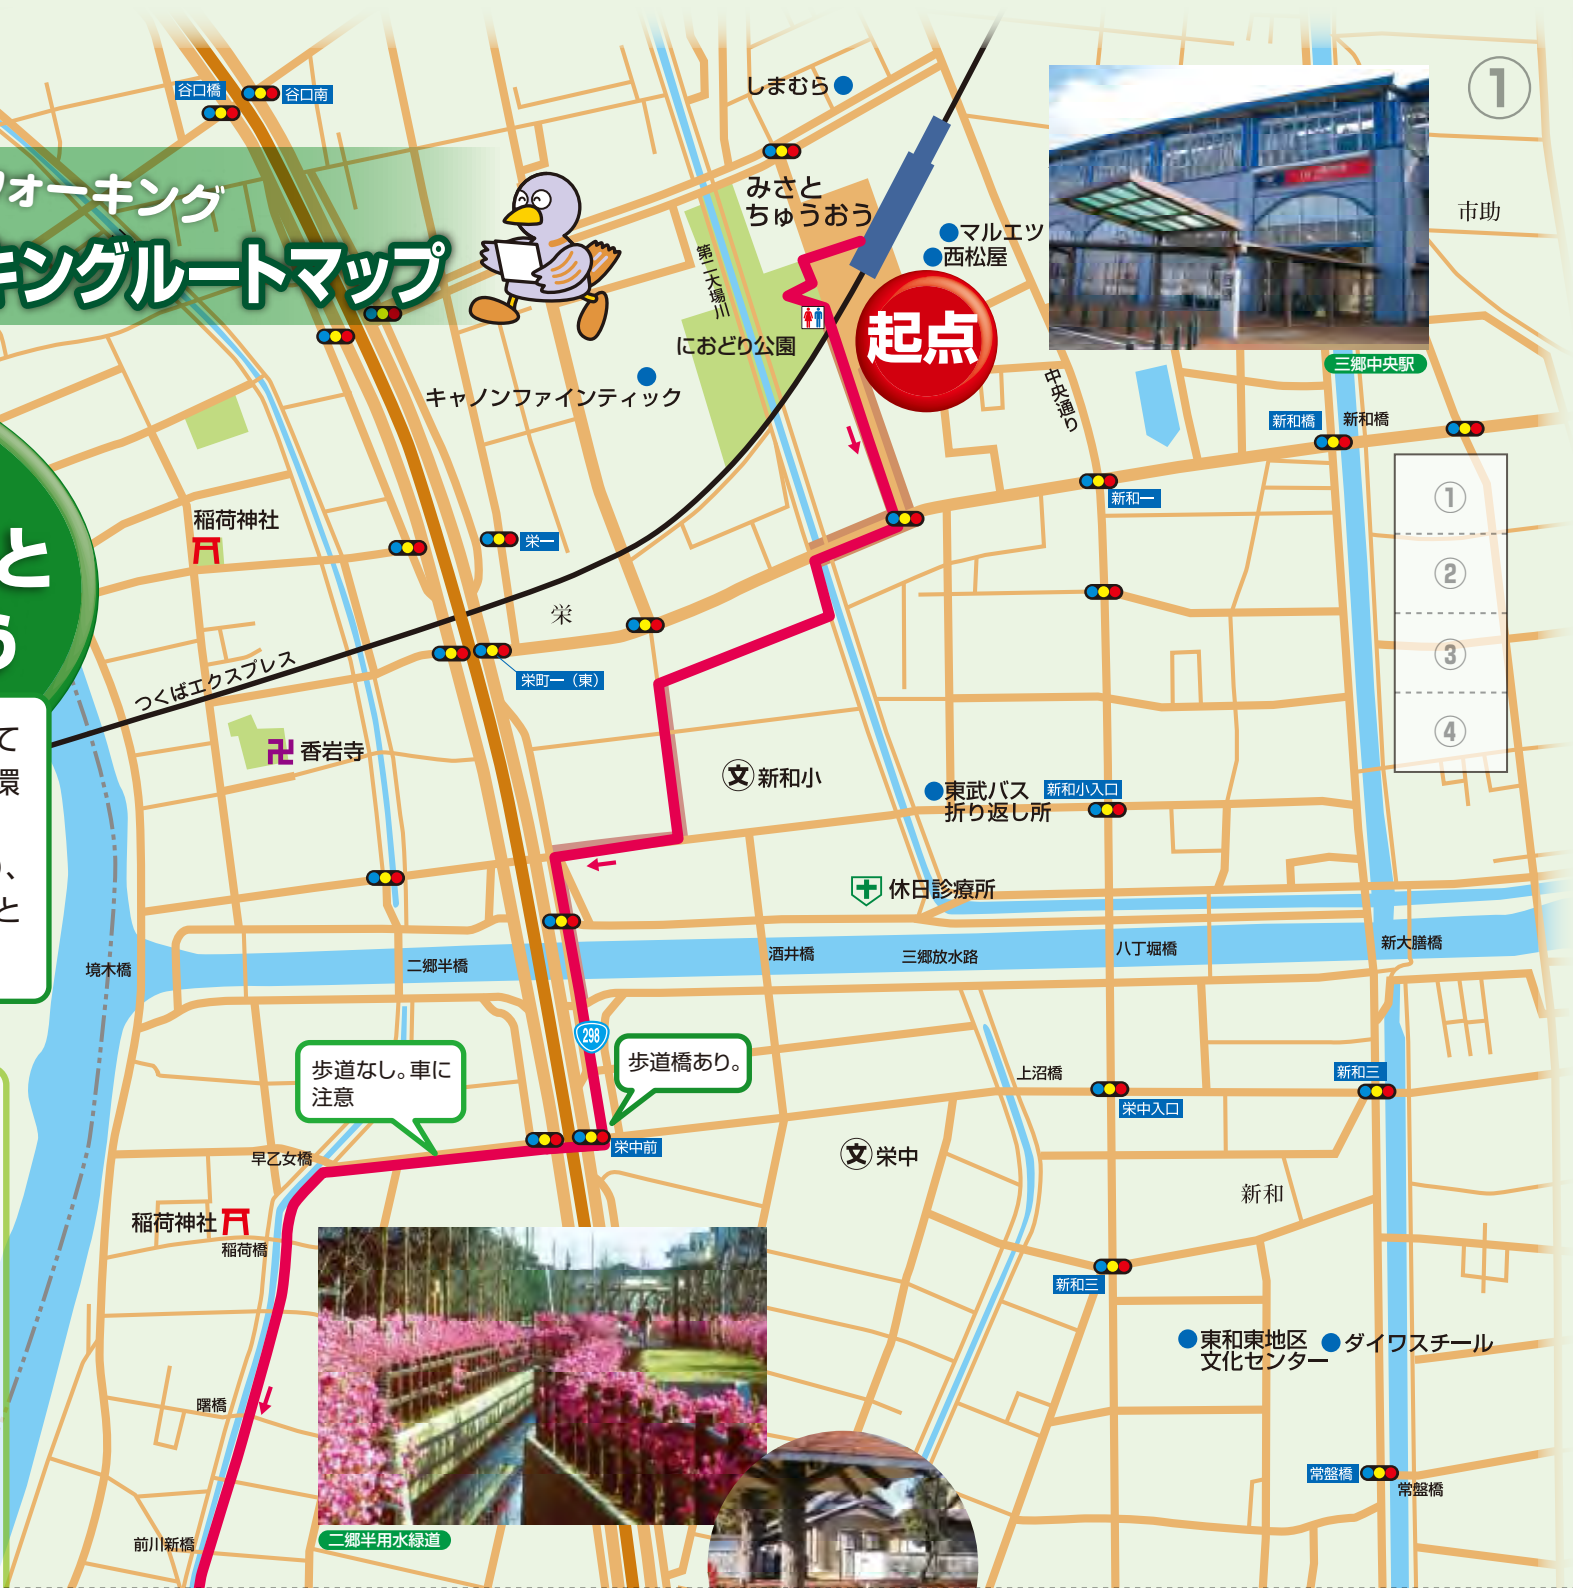 谷口橋
谷口南
しまむら
①
ォーキング
キングルートマップ
みさと
ちゅうおう
マルエツ
西松屋
市助
第二大場川
起点
におどり公園
キャノンファインティック
中央通り
三郷中央駅
新和橋
新和橋
新和一
①
②
③
④
稲荷神社
栄一
と
う
栄
つくばエクスプレス
栄町一（東）
て
環
、
と
香岩寺
文
新和小
東武バス
折り返し所
新和小入口
休日診療所
境木橋
二郷半橋
酒井橋
三郷放水路
八丁堀橋
新大膳橋
298
歩道なし。車に
注意
歩道橋あり。
上沼橋
新和三
栄中入口
早乙女橋
栄中前
文
栄中
新和
稲荷神社
稲荷橋
新和三
東和東地区
文化センター
ダイワスチール
曙橋
常盤橋
常盤橋
前川新橋
二郷半用水緑道